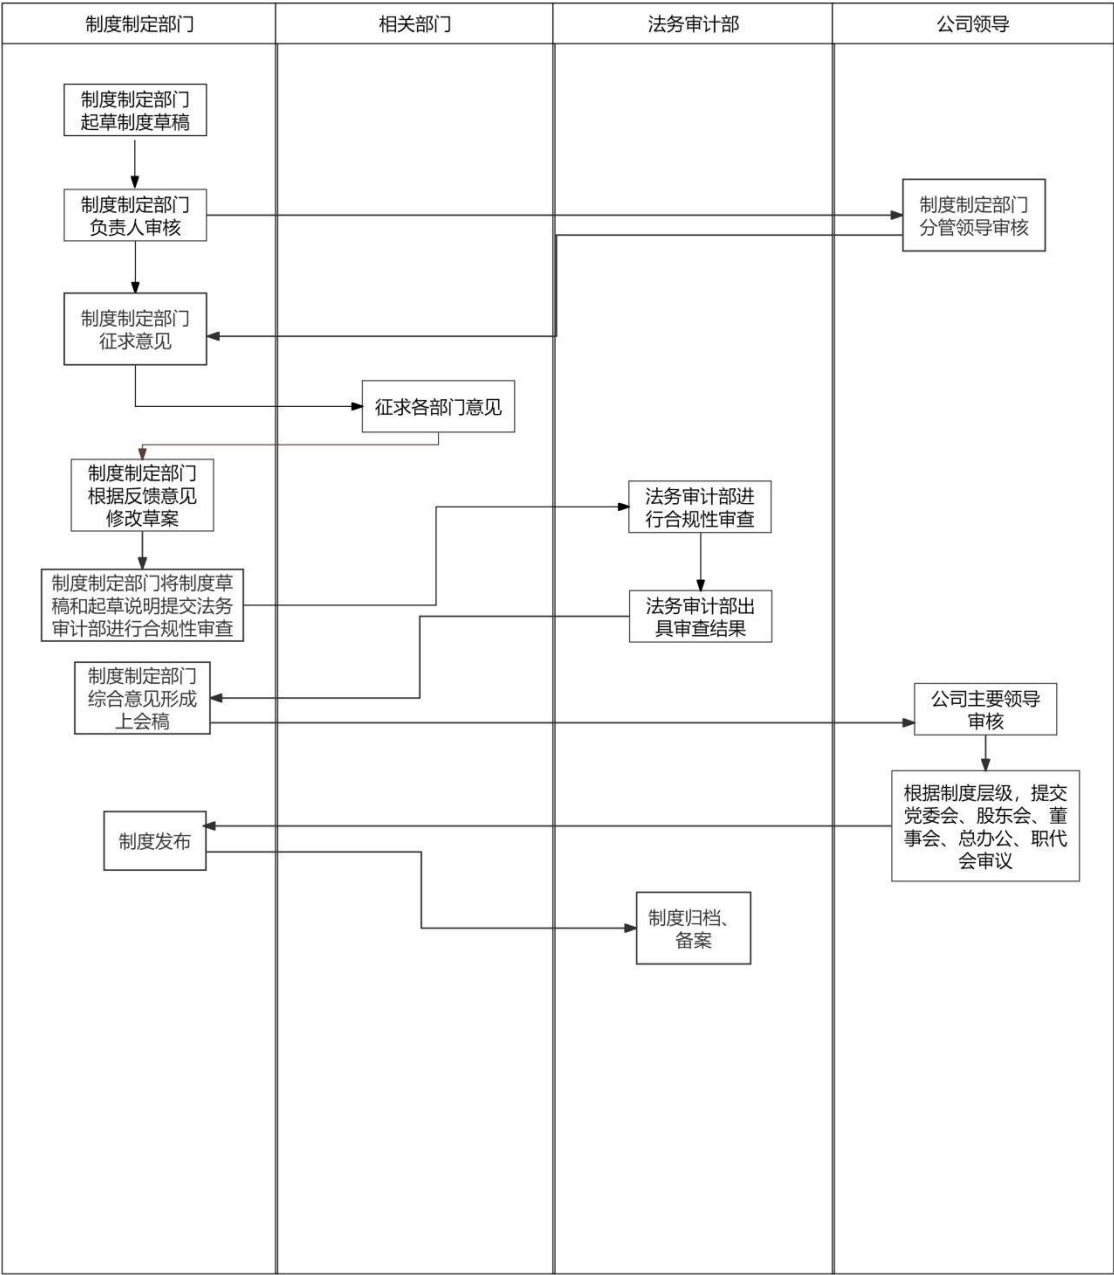 制度制定部门
相关部门
法务审计部
公司领导
制度制定部门
起草制度草稿
制度制定部门
负责人审核
制度制定部门
分管领导审核
制度制定部门
征求意见
征求各部门意见
制度制定部门
根据反馈意见
修改草案
法务审计部进
行合规性审查
制度制定部门将制度草
稿和起草说明提交法务
审计部进行合规性审查
法务审计部出
具审查结果
制度制定部门
综合意见形成
上会稿
公司主要领导
审核
根据制度层级，提交
党委会、股东会、董
事会、总办公、职代
会审议
制度发布
制度归档、
备案